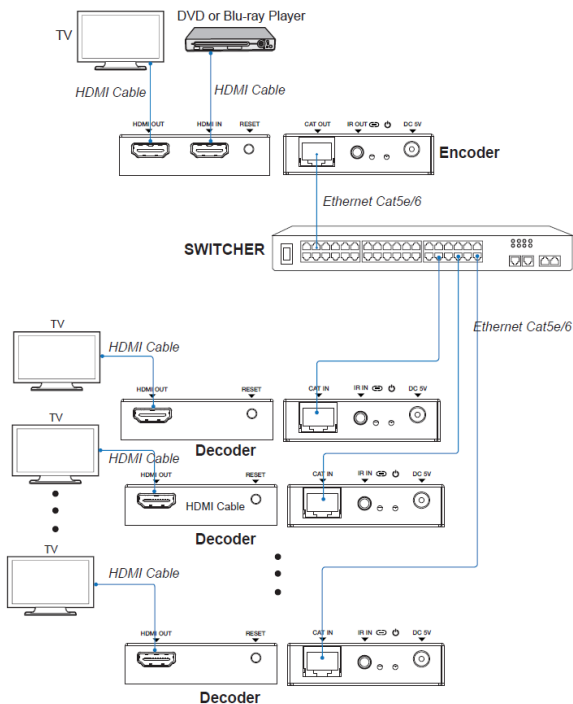 DVD or Blu-ray Player
TV
HDMI Cable
HDMI Cable
HDMI OUT HDMI IN RESET
CAT OUT IR OUT DC 5V
Encoder
Ethernet Cat5e/6
SWITCHER
Ethernet Cat5e/6
TV
HDMI Cable
HDMI OUT RESET
CAT IN IR IN DC 5V
Decoder
TV
HDMI Cable
HDMI OUT RESET
CAT IN IR IN DC 5V
HDMI Cable
Decoder
TV
HDMI Cable
HDMI OUT RESET
CAT IN IR IN DC 5V
Decoder